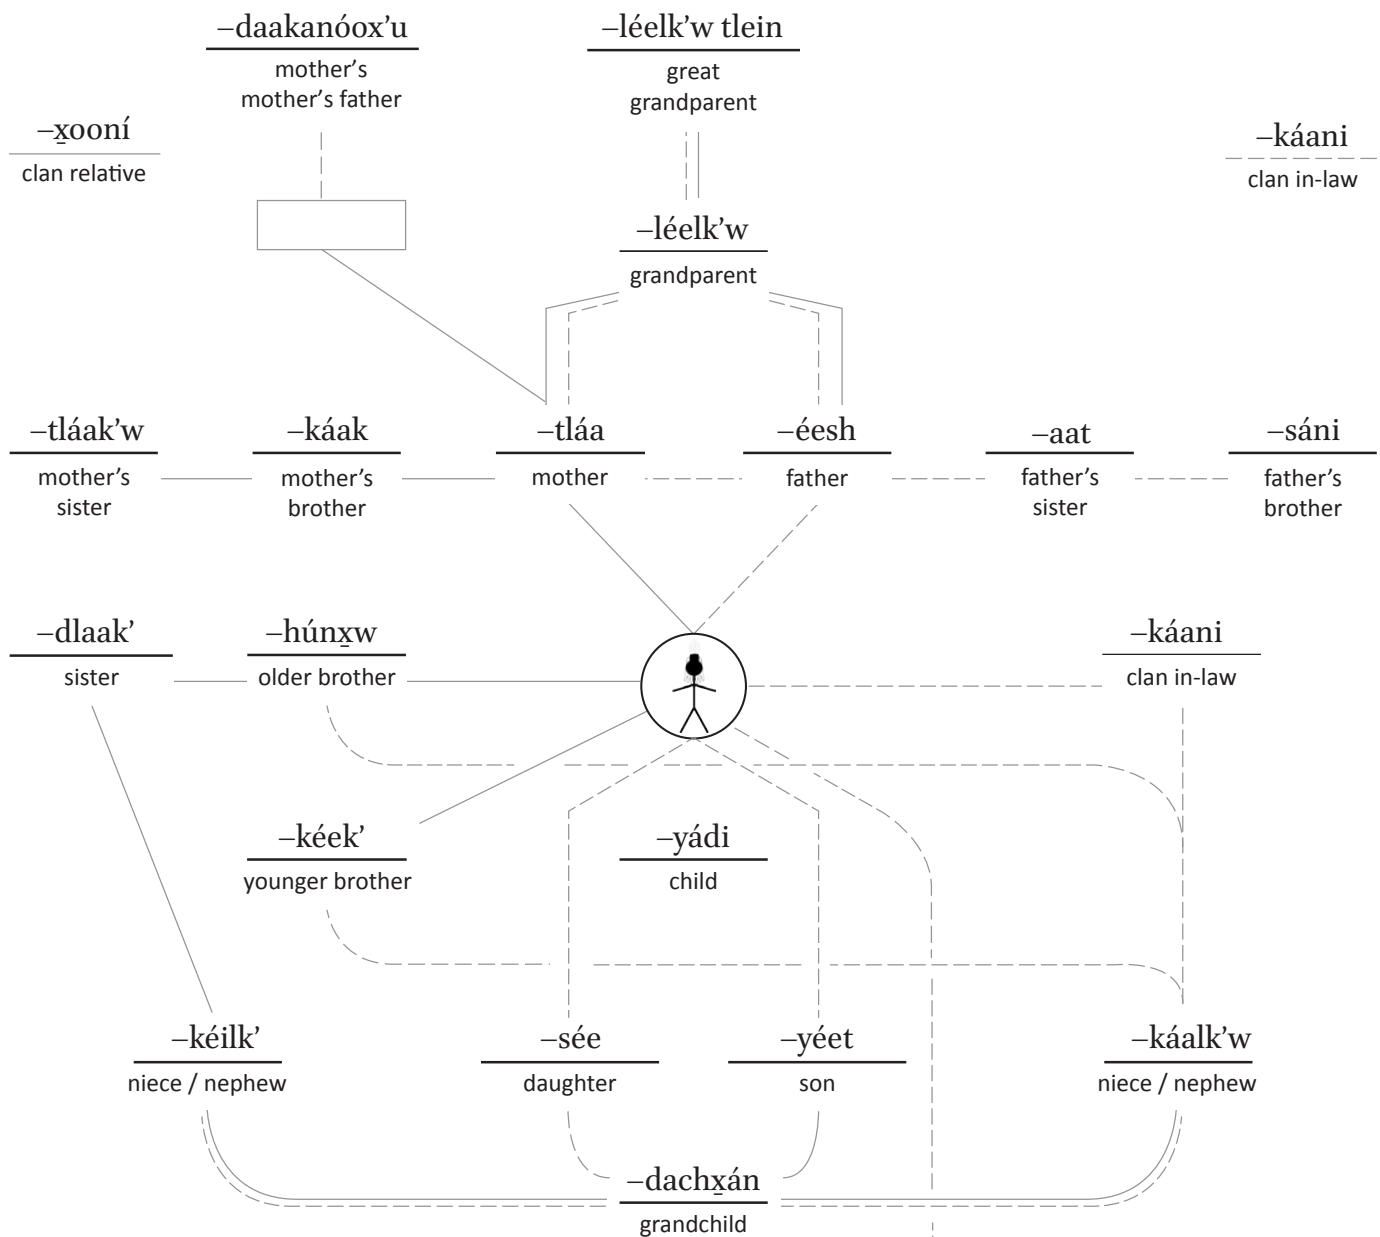 –daakanóox’u
mother’s
mother’s father
–léelk’w tlein
great
grandparent
–x̱ooní
clan relative
–káani
clan in-law
–léelk’w
grandparent
–tláak’w
mother’s
sister
–káak
mother’s
brother
–tláa
mother
–éesh
father
–aat
father’s
sister
–sáni
father’s
brother
–dlaak’
sister
–húnx̱w
older brother
–káani
clan in-law
–kéek’
younger brother
–yádi
child
–kéilk’
niece / nephew
–sée
daughter
–yéet
son
–káalk’w
niece / nephew
–dachx̱án
grandchild